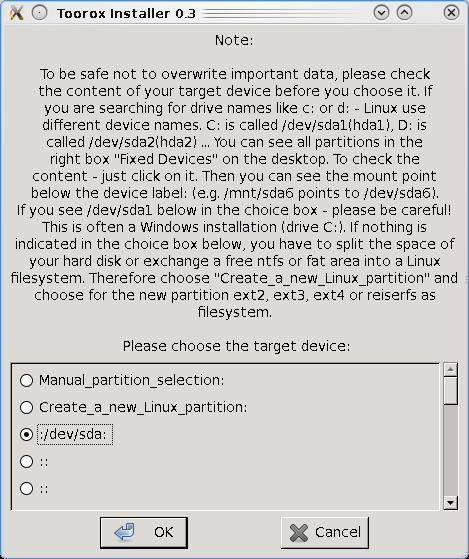 Toorox Installer 0.3
Note:
To be safe not to overwrite important data, please check
the content of your target device before you choose it. If
you are searching for drive names like c: or d: - Linux use
different device names. C: is called /dev/sda1(hda1), D: is
called /dev/sda2(hda2) ... You can see all partitions in the
right box "Fixed Devices" on the desktop. To check the
content - just click on it. Then you can see the mount point
below the device label: (e.g. /mnt/sda6 points to /dev/sda6).
If you see /dev/sda1 below in the choice box - please be careful!
This is often a Windows installation (drive C:). If nothing is
indicated in the choice box below, you have to split the space of
your hard disk or exchange a free ntfs or fat area into a Linux
filesystem. Therefore choose "Create_a_new_Linux_partition" and
choose for the new partition ext2, ext3, ext4 or reiserfs as
filesystem.
Please choose the target device:
Manual_partition_selection:
Create_a_new_Linux_partition:
:/dev/sda:
::
::
OK
Cancel